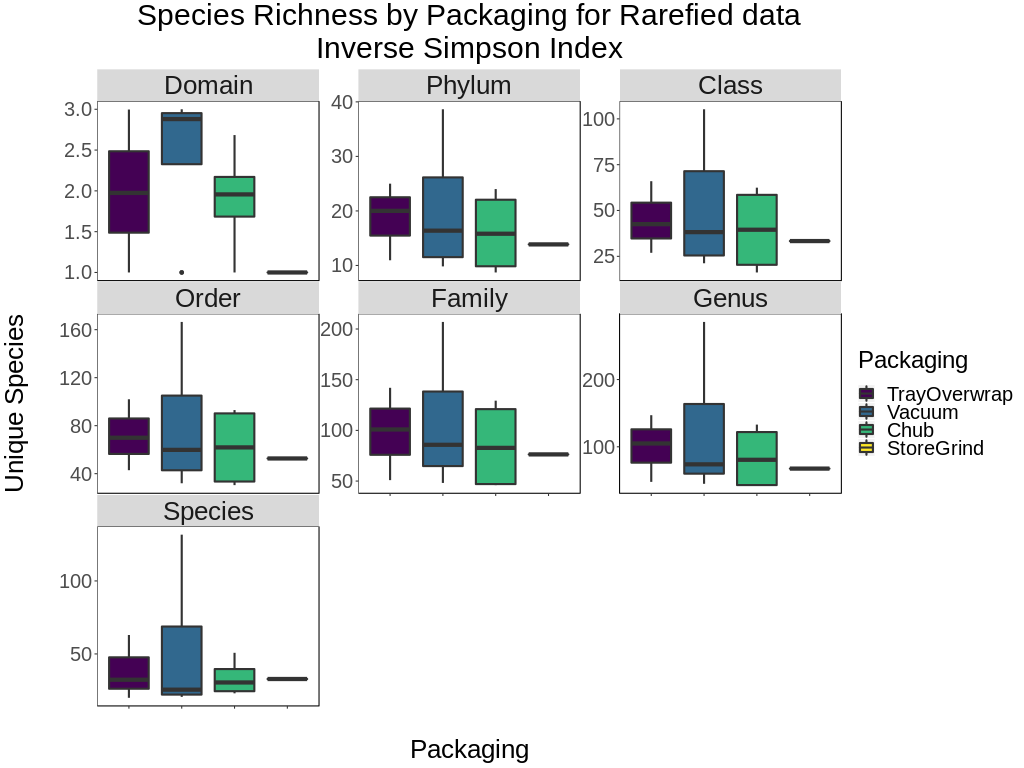 Species Richness by Packaging for Rarefied data
Inverse Simpson Index
Domain
Phylum
Class
3.0
2.5
2.0
1.5
1.0
40
30
20
10
100
75
50
25
Order
Family
Genus
160
120
80
40
200
150
100
50
200
100
Species
100
50
Unique Species
Packaging
Packaging
TrayOverwrap
Vacuum
Chub
StoreGrind